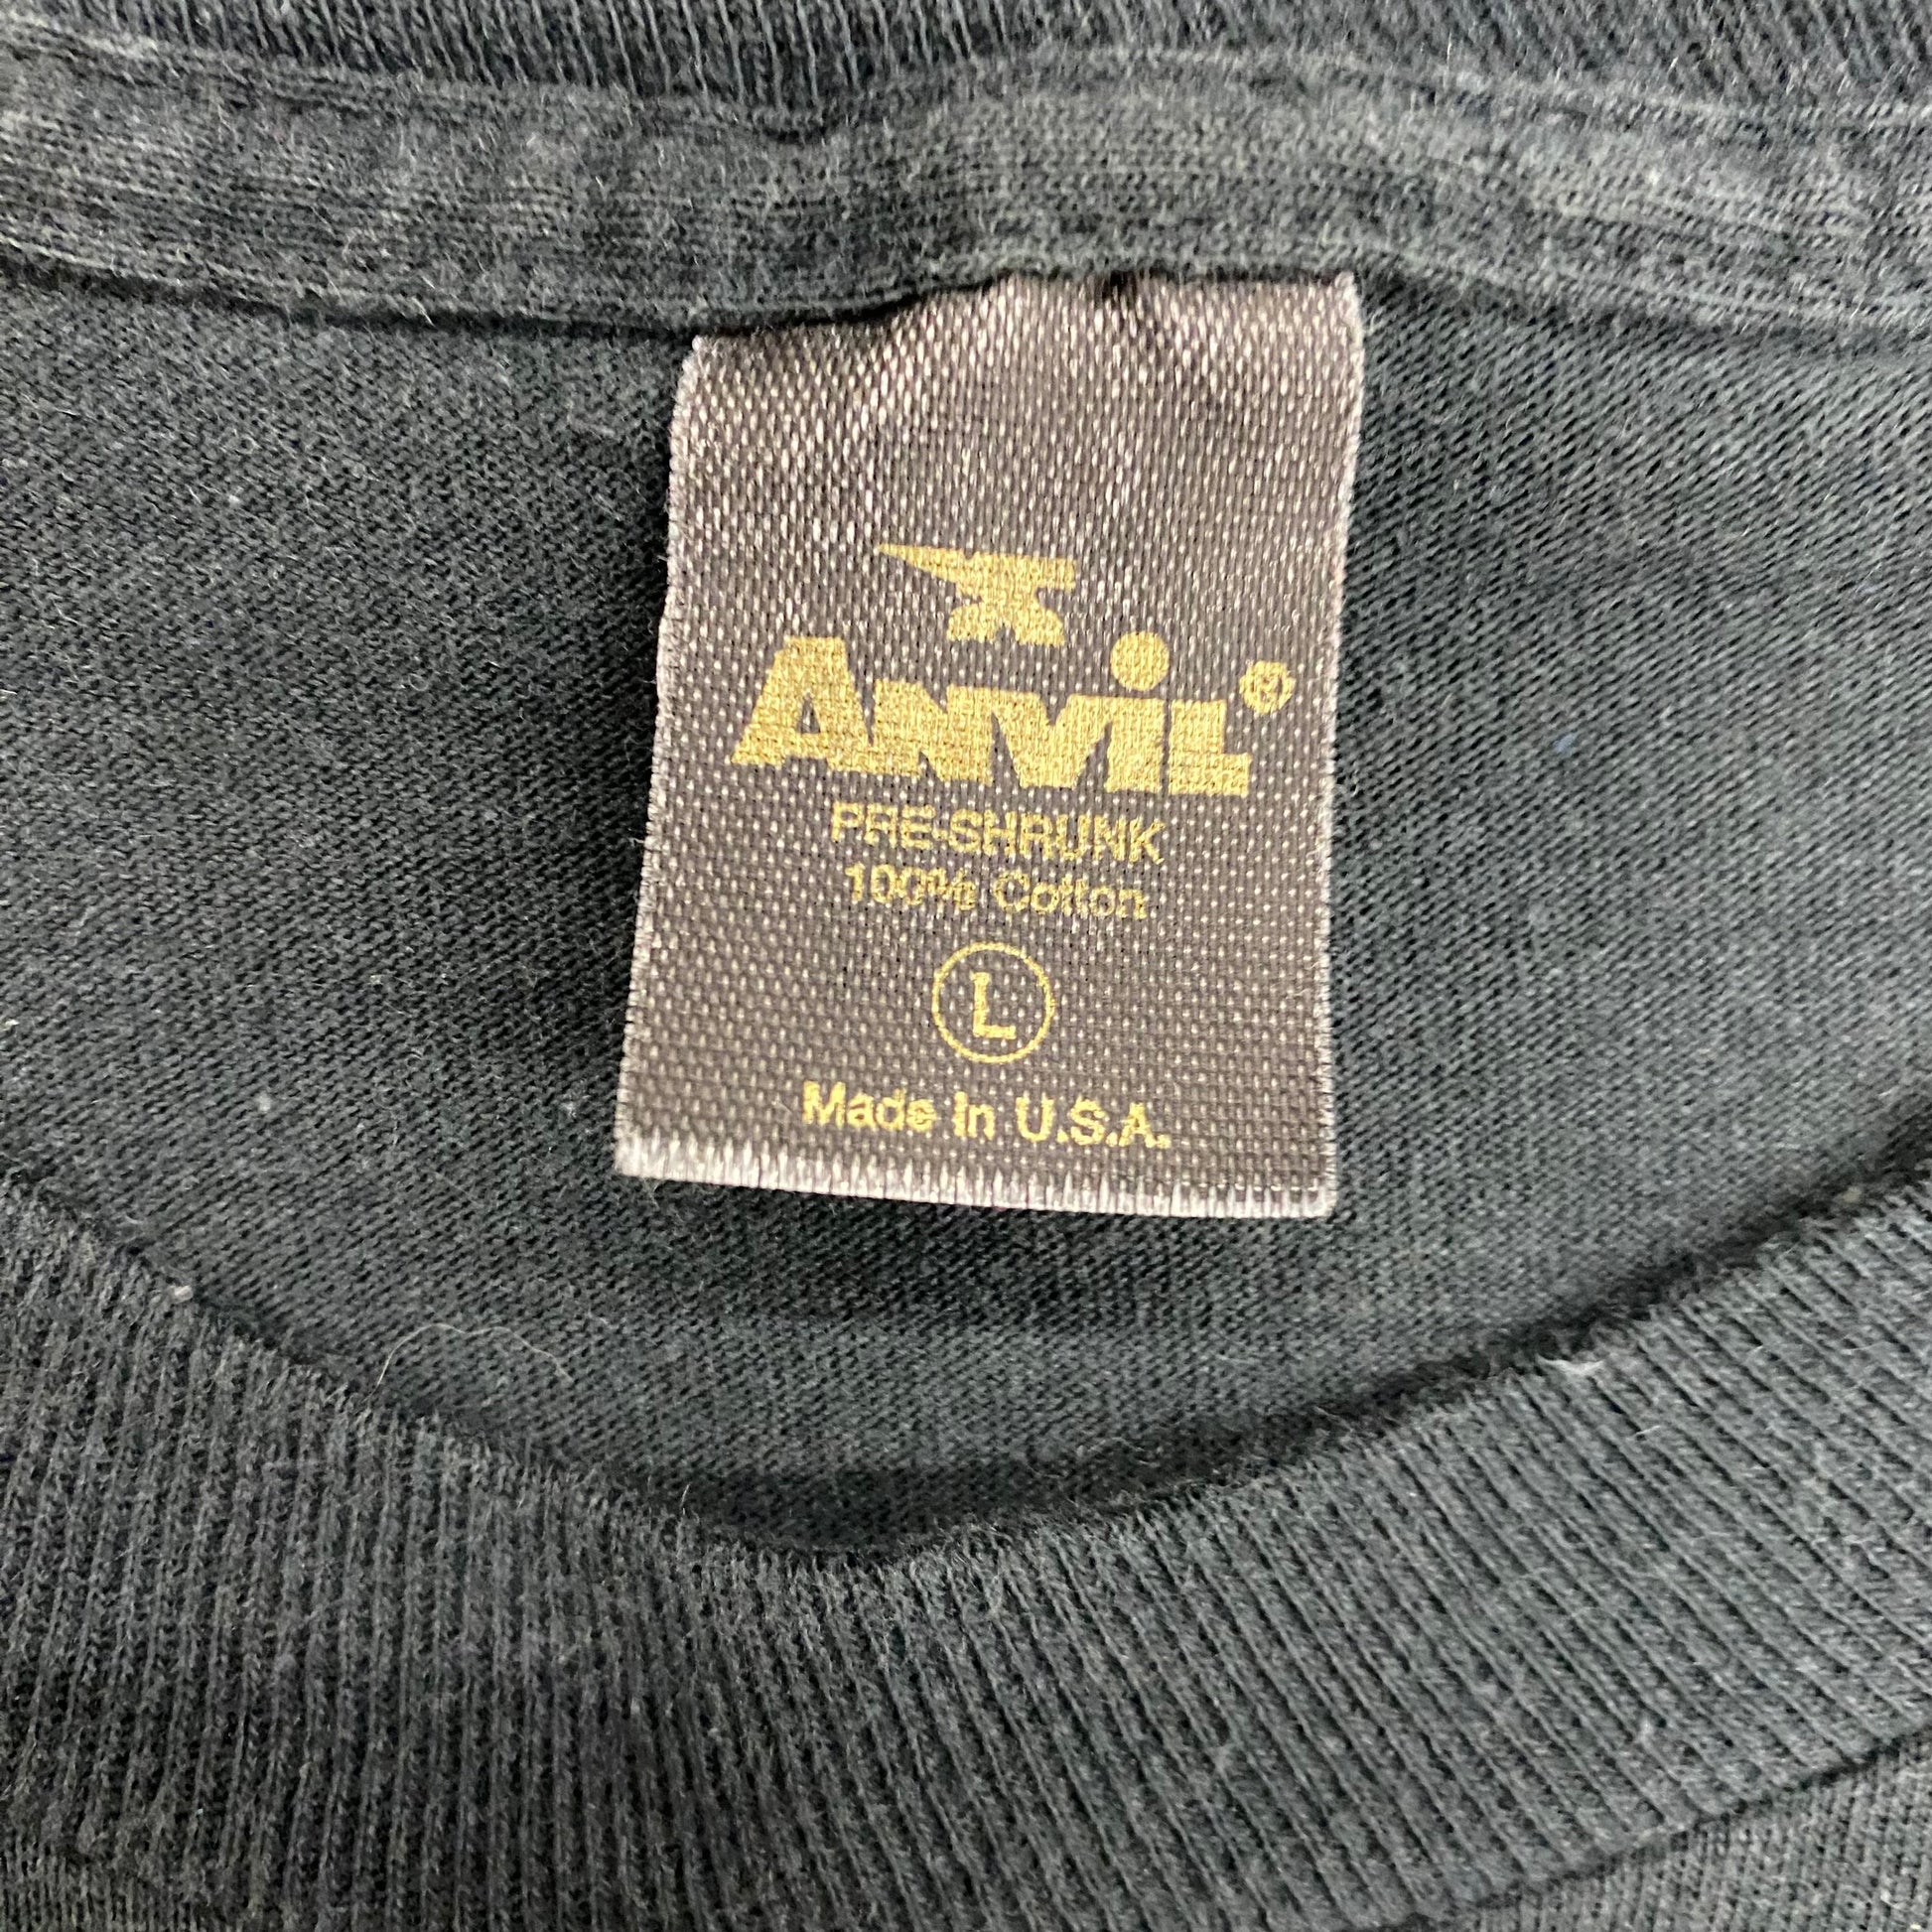 ANVIL®
PRE-SHRUNK
100% Cotton
L
Made In U.S.A.